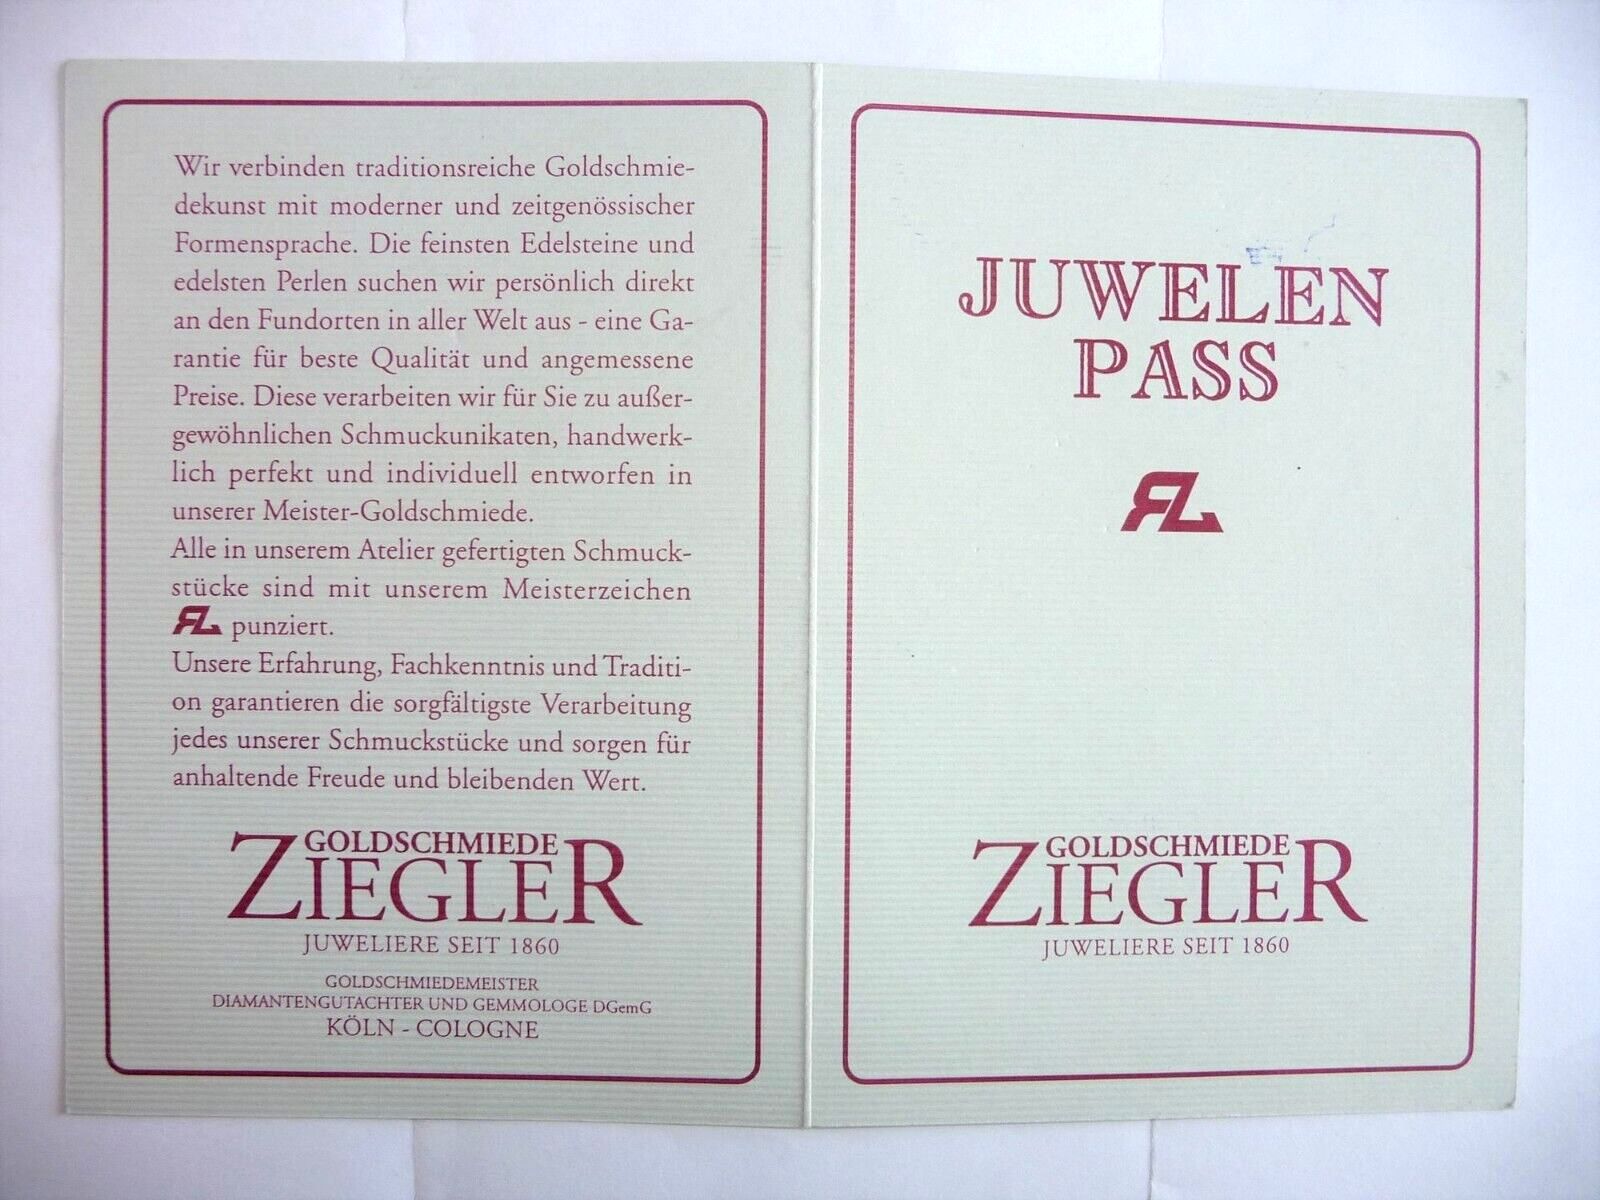 Wir verbinden traditionsreiche Goldschmie-
dekunst mit moderner und zeitgenössischer
Formensprache. Die feinsten Edelsteine und
edelsten Perlen suchen wir persönlich direkt
an den Fundorten in aller Welt aus - eine Ga-
rantie für beste Qualität und angemessene
Preise. Diese verarbeiten wir für Sie zu außer-
gewöhnlichen Schmuckunikaten, handwerk-
lich perfekt und individuell entworfen in
unserer Meister-Goldschmiede.
Alle in unserem Atelier gefertigten Schmuck-
stücke sind mit unserem Meisterzeichen
RZ punziert.
Unsere Erfahrung, Fachkenntnis und Traditi-
on garantieren die sorgfältigste Verarbeitung
jedes unserer Schmuckstücke und sorgen für
anhaltende Freude und bleibenden Wert.
GOLDSCHMIEDE
ZIEGLER
JUWELIERE SEIT 1860
GOLDSCHMIEDEMEISTER
DIAMANTENGUTACHTER UND GEMMOLOGE DGemG
KÖLN - COLOGNE
JUWELEN
PASS
RZ
GOLDSCHMIEDE
ZIEGLER
JUWELIERE SEIT 1860